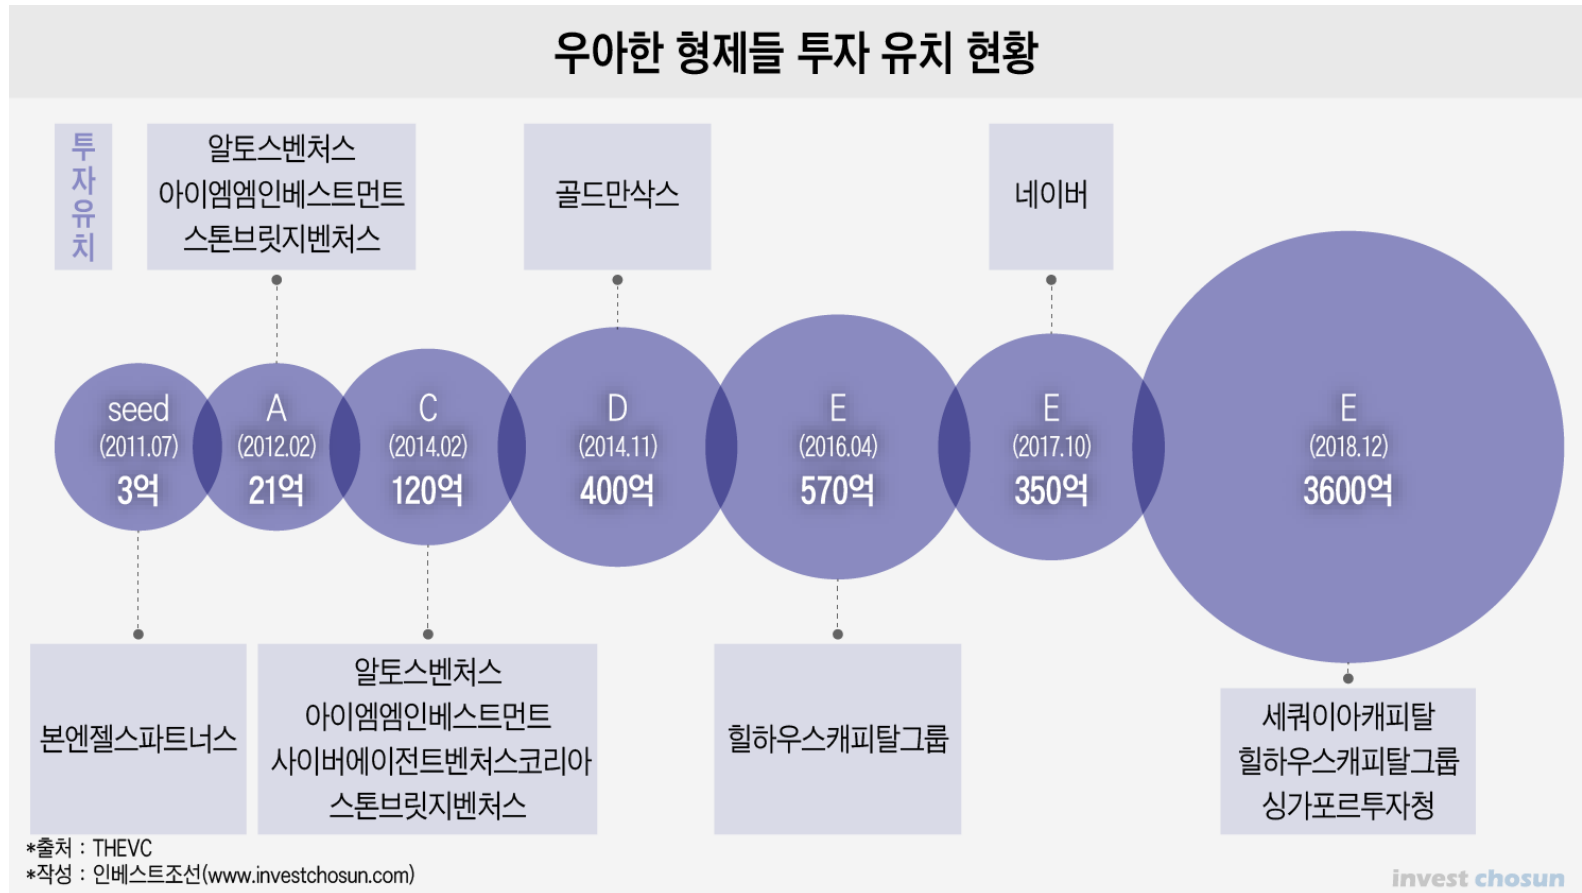 우아한 형제들 투자 유치 현황
투
자
유
치
알토스벤처스
아이엠엠인베스트먼트
스톤브릿지벤처스
골드만삭스
네이버
seed
(2011.07)
3억
A
(2012.02)
21억
C
(2014.02)
120억
D
(2014.11)
400억
E
(2016.04)
570억
E
(2017.10)
350억
E
(2018.12)
3600억
본엔젤스파트너스
알토스벤처스
아이엠엠인베스트먼트
사이버에이전트벤처스코리아
스톤브릿지벤처스
힐하우스캐피탈그룹
세쿼이아캐피탈
힐하우스캐피탈그룹
싱가포르투자청
*출처 : THEVC
*작성 : 인베스트조선(www.investchosun.com)
invest chosun